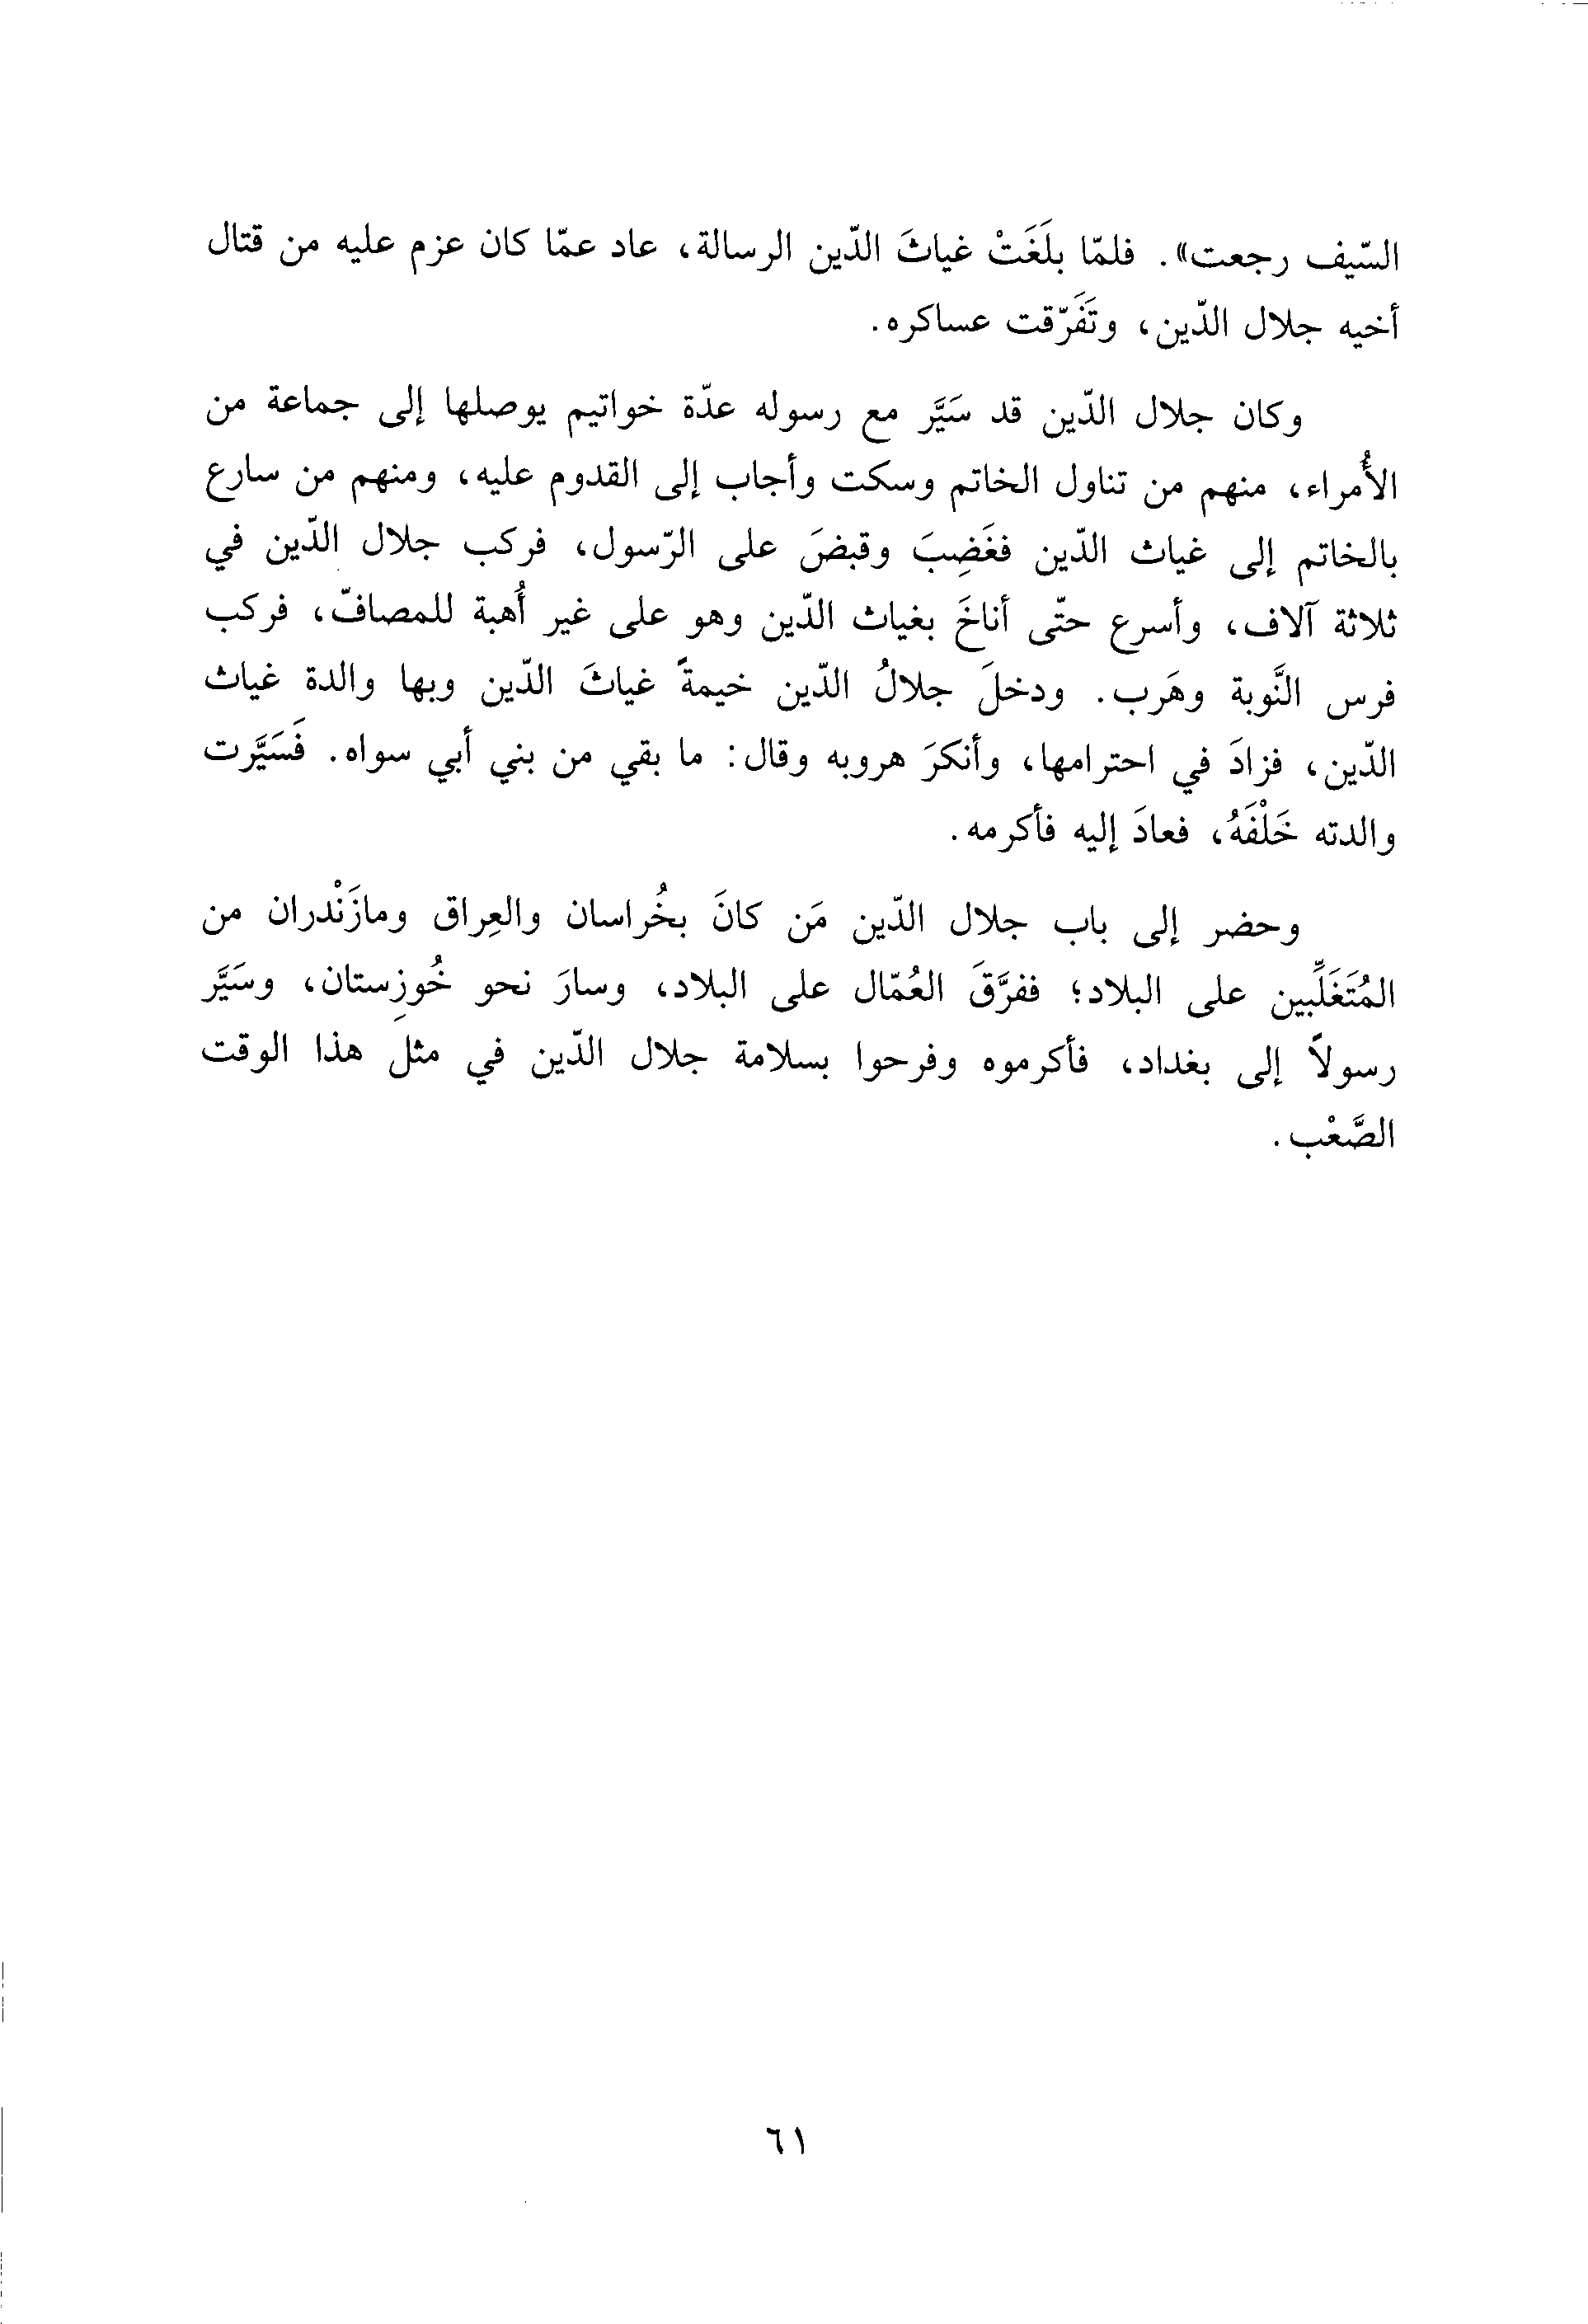 السّيف رجعت». فلمّا بلَغَتْ غياثَ الدّين الرسالة، عاد عمّا كان عزم عليه من قتال
أخيه جلال الدّين، وتَفَرّقت عساكره.
وكان جلال الدّين قد سَيَّر مع رسوله عدّة خواتيم يوصلها إلى جماعة من
الأُمراء، منهم من تناول الخاتم وسكت وأجاب إلى القدوم عليه، ومنهم من سارع
بالخاتم إلى غياث الدّين فغَضِبَ وقبضَ على الرّسول، فركب جلال الدّين في
ثلاثة آلاف، وأسرع حتّى أناخَ بغياث الدّين وهو على غير أُهبة للمصافّ، فركب
فرس النَّوبة وهَرب. ودخلَ جلالُ الدّين خيمةً غياثَ الدّين وبها والدة غياث
الدّين، فزادَ في احترامها، وأنكرَ هروبه وقال: ما بقي من بني أبي سواه. فَسَيَّرت
والدته خَلْفَهُ، فعادَ إليه فأكرمه.
وحضر إلى باب جلال الدّين مَن كانَ بخُراسان والعِراق ومازَنْدران من
المُتَغَلِّبين على البلاد؛ ففرَّقَ العُمّال على البلاد، وسارَ نحو خُوزِستان، وسَيَّر
رسولاً إلى بغداد، فأكرموه وفرحوا بسلامة جلال الدّين في مثل هذا الوقت
الصَّعْب.
٦١